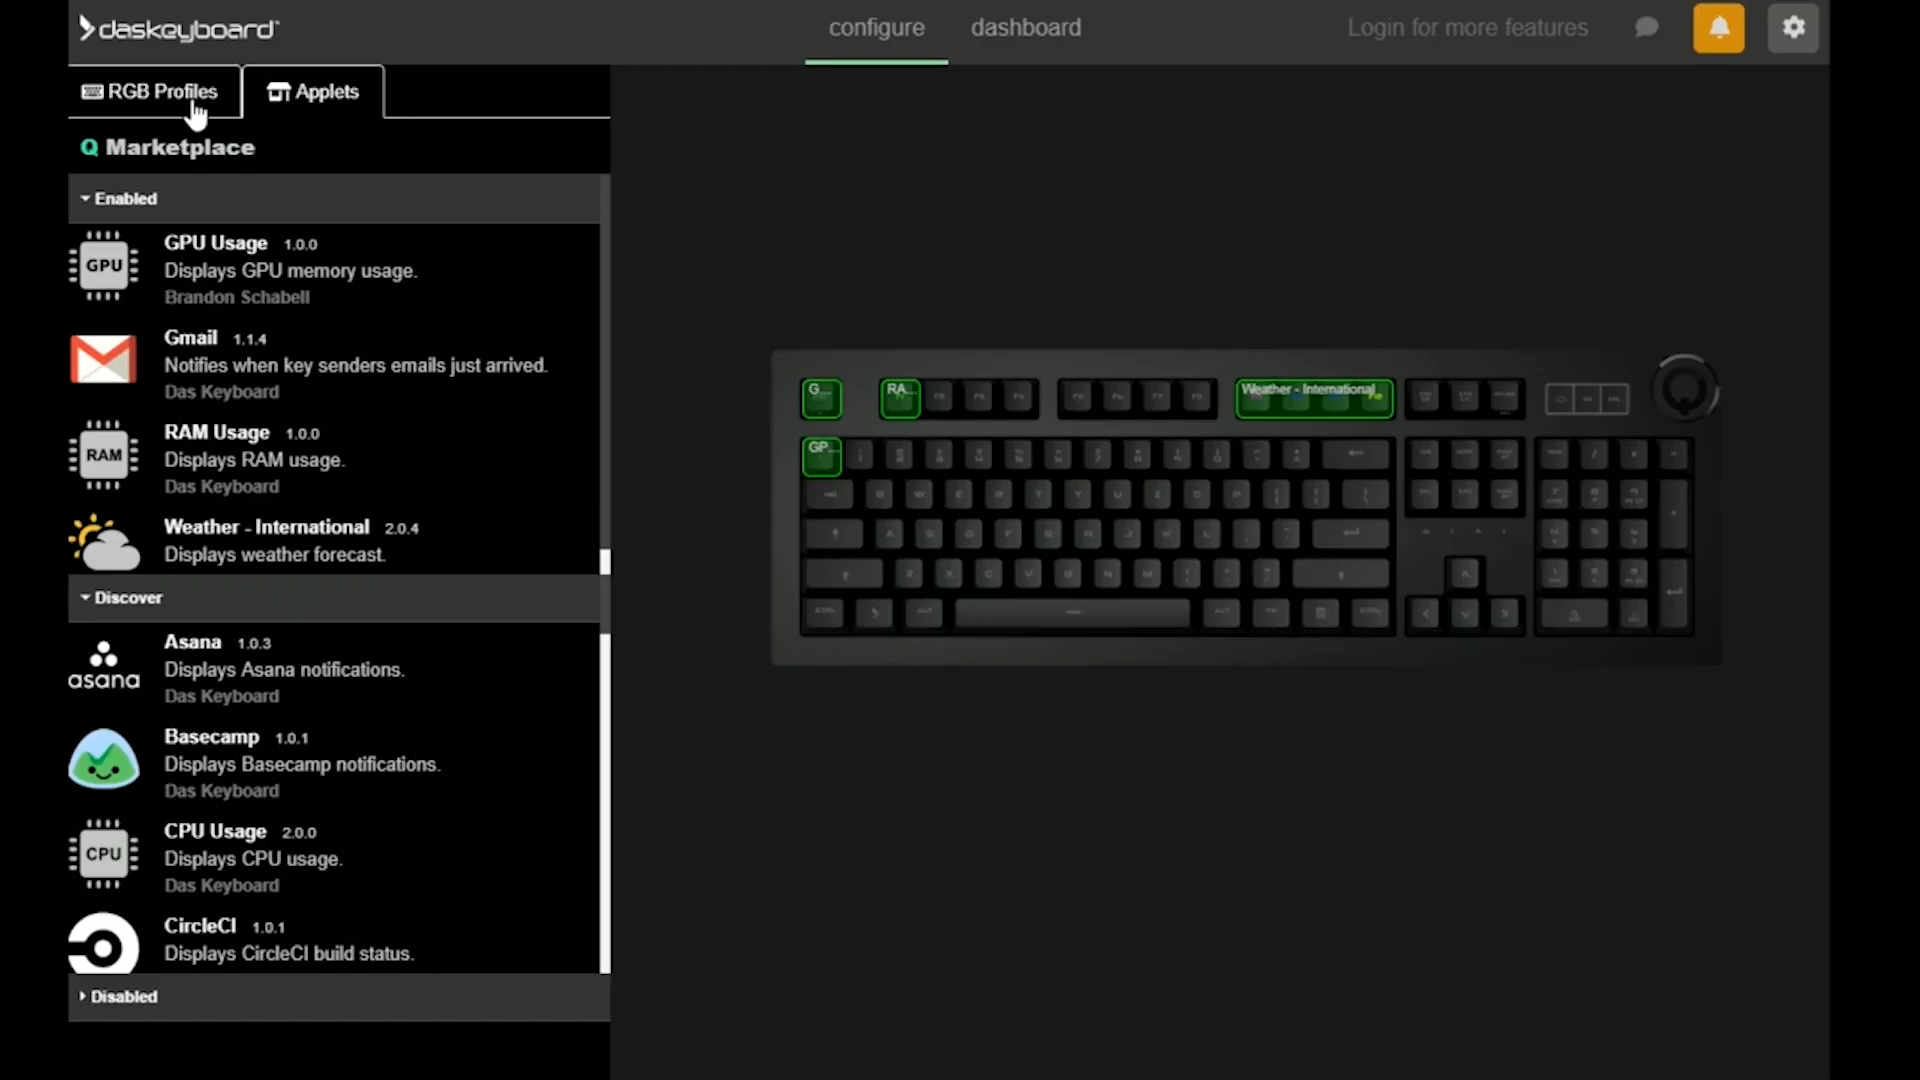 daskeyboard
configure
dashboard
Login for more features
RGB Profiles
Applets
Q Marketplace
Enabled
GPU
GPU Usage 1.0.0
Displays GPU memory usage.
Brandon Schabell
Gmail 1.1.4
Notifies when key senders emails just arrived.
Das Keyboard
RAM
RAM Usage 1.0.0
Displays RAM usage.
Das Keyboard
Weather - International 2.0.4
Displays weather forecast.
Discover
asana
Asana 1.0.3
Displays Asana notifications.
Das Keyboard
Basecamp 1.0.1
Displays Basecamp notifications.
Das Keyboard
CPU
CPU Usage 2.0.0
Displays CPU usage.
Das Keyboard
CircleCI 1.0.1
Displays CircleCI build status.
Disabled
G...
RA...
Weather - International
GP...